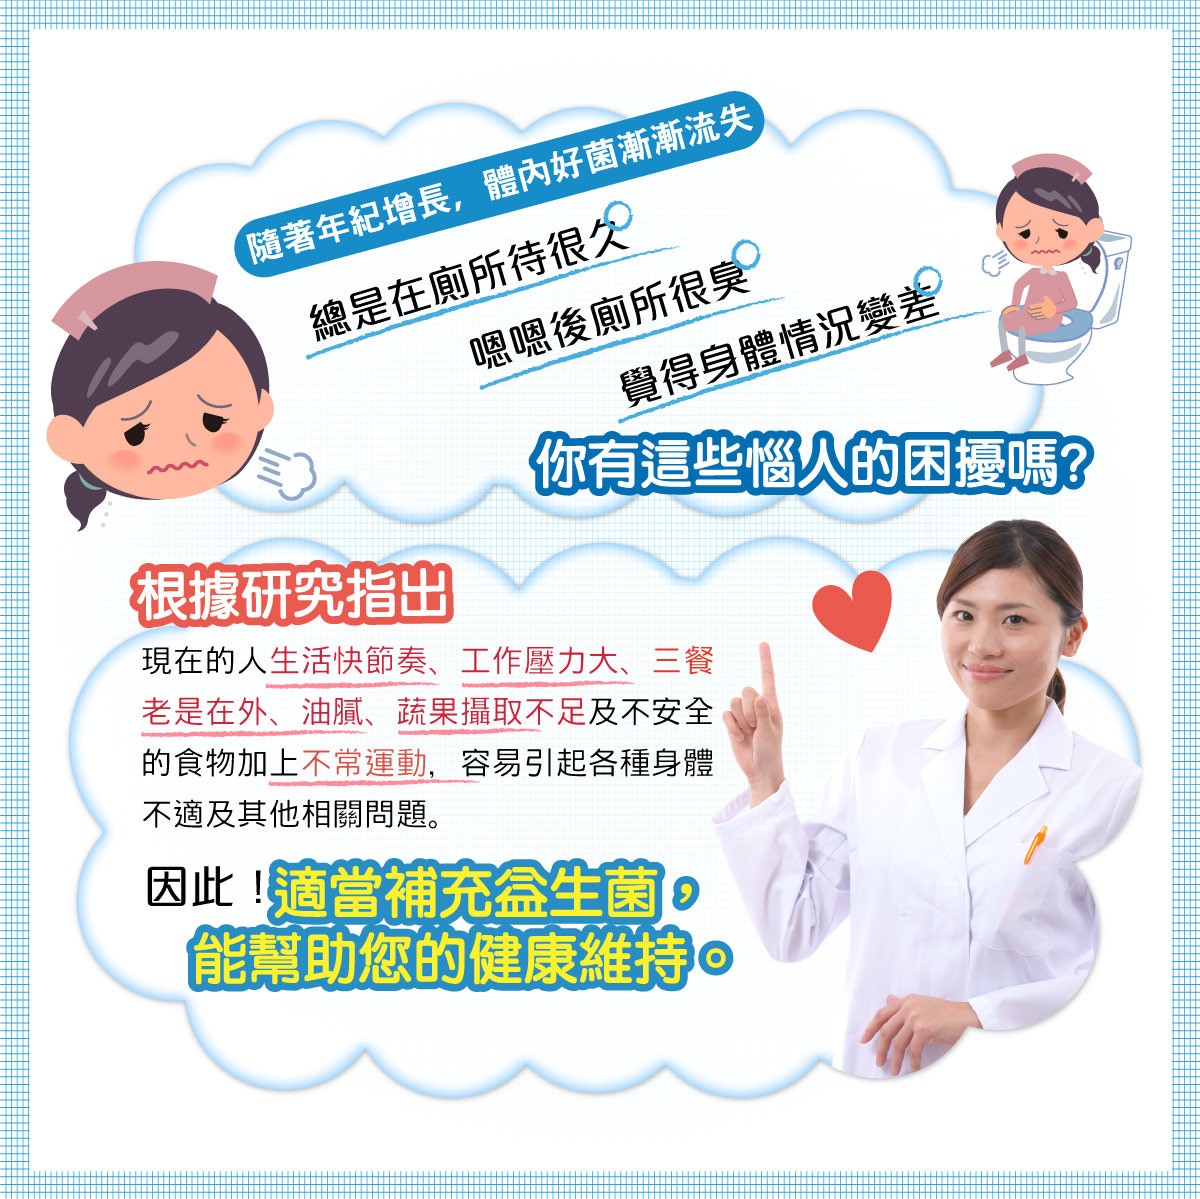 隨著年紀增長，體內好菌漸漸流失
總是在廁所待很久
嗯嗯後廁所很臭
覺得身體情況變差
你有這些惱人的困擾嗎?
根據研究指出
現在的人生活快節奏、工作壓力大、三餐
老是在外、油膩、蔬果攝取不足及不安全
的食物加上不常運動，容易引起各種身體
不適及其他相關問題。
因此！適當補充益生菌，
能幫助您的健康維持。